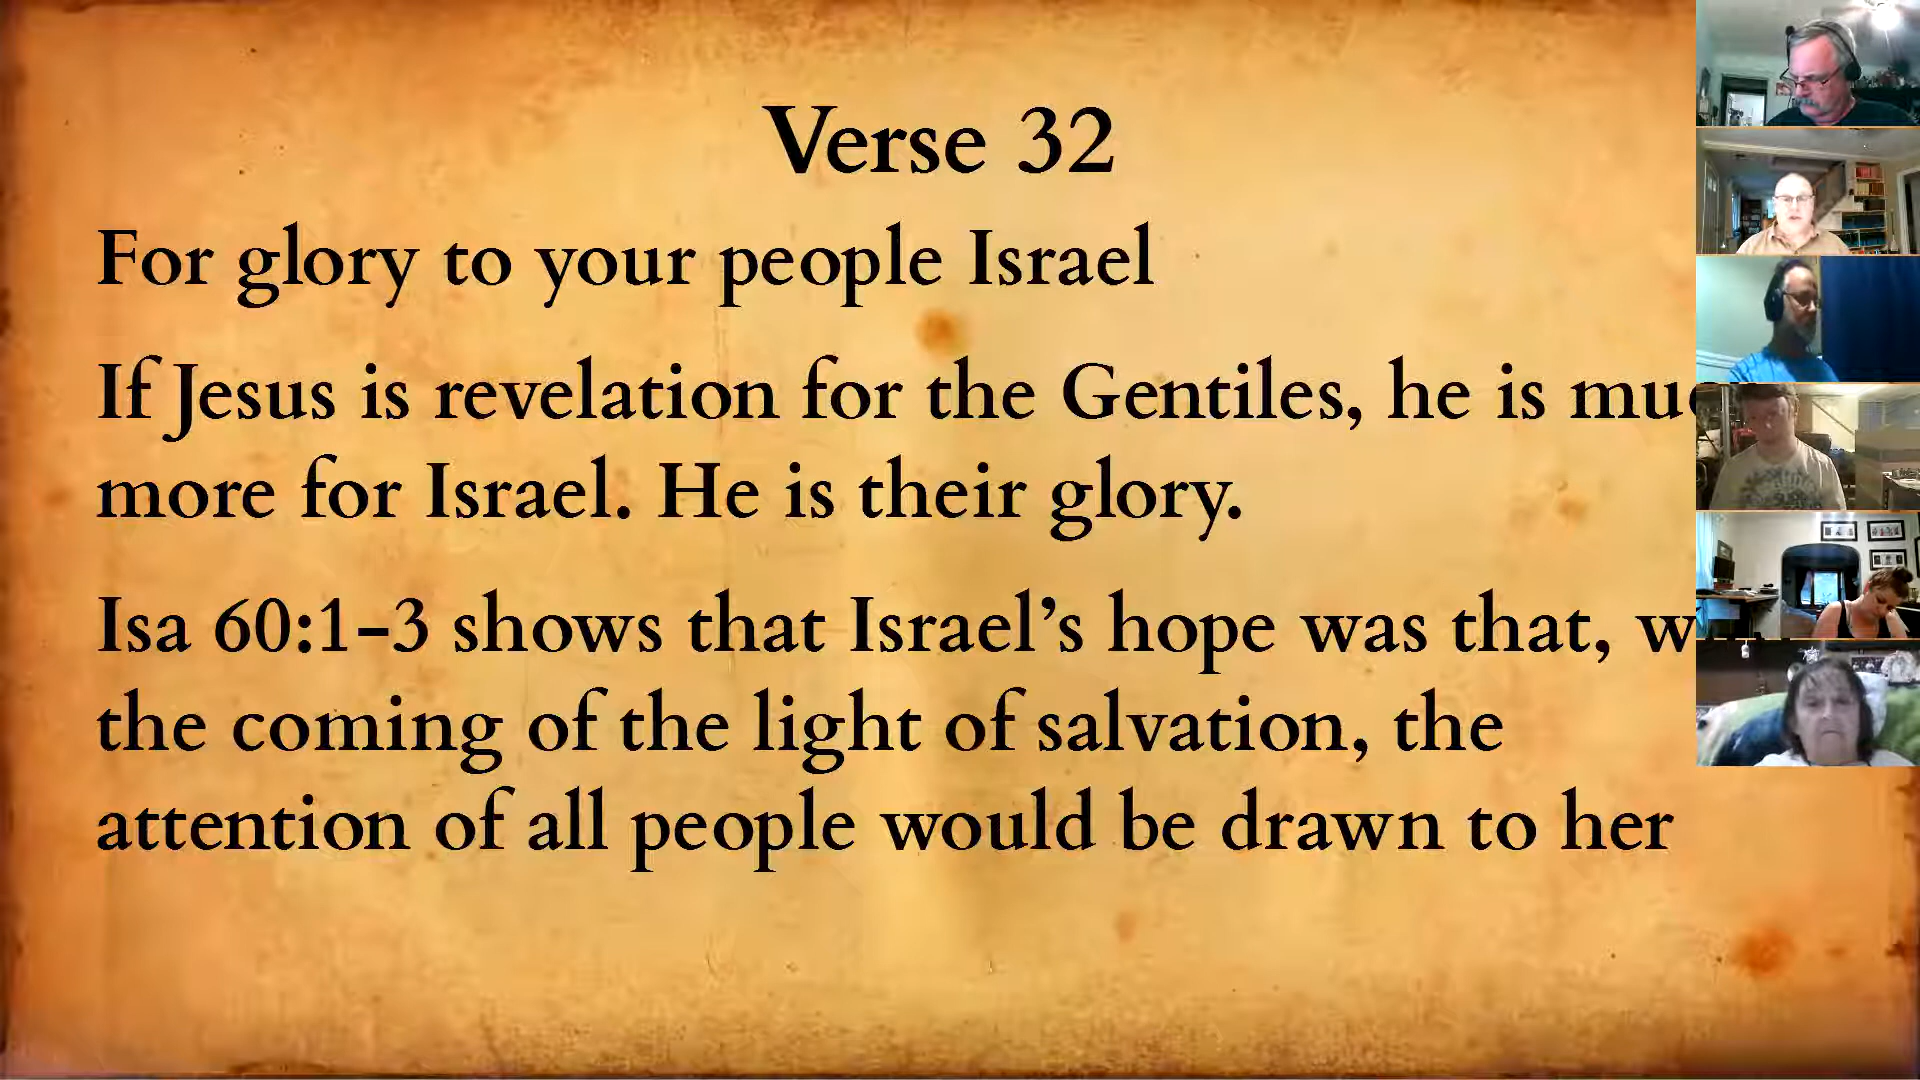 Verse 32
For glory to your people Israel
If Jesus is revelation for the Gentiles, he is
more for Israel. He is their glory.
Isa 60:1-3 shows that Israel’s hope was that,
the coming of the light of salvation, the
attention of all people would be drawn to her